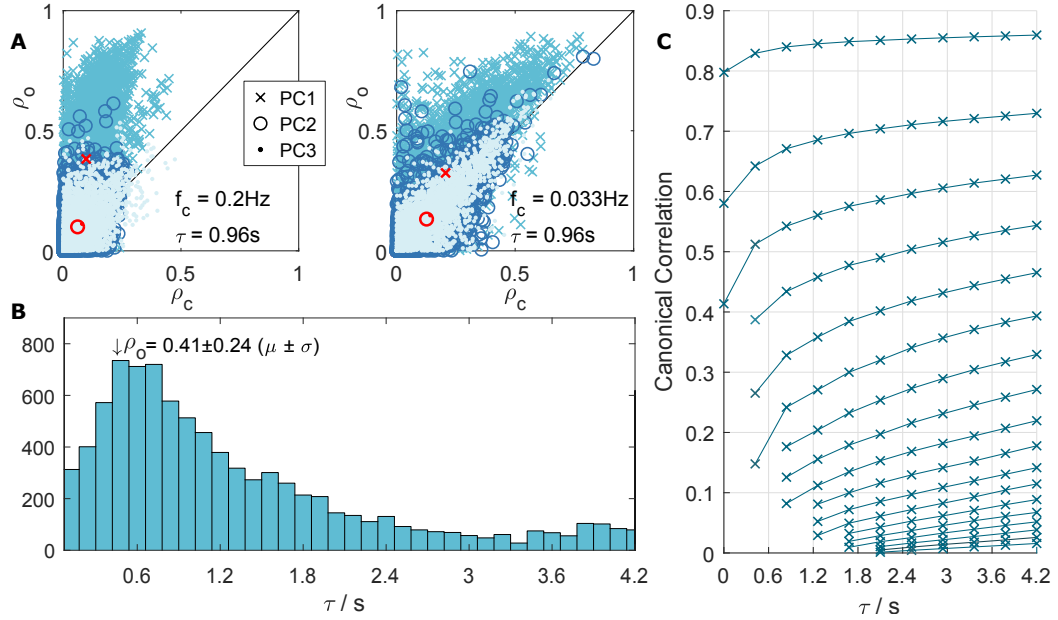 A
1
ρo
0.5
0
0
0.5
1
ρc
fc = 0.2Hz
τ = 0.96s
× PC1
○ PC2
• PC3
1
ρo
0.5
0
0
0.5
1
ρc
fc = 0.033Hz
τ = 0.96s
B
800
600
400
200
0
↓ρo= 0.41±0.24 (μ ± σ)
0.6
1.2
1.8
2.4
3
3.6
4.2
τ / s
C
Canonical Correlation
0.9
0.8
0.7
0.6
0.5
0.4
0.3
0.2
0.1
0
0
0.6
1.2
1.8
2.4
3
3.6
4.2
τ / s